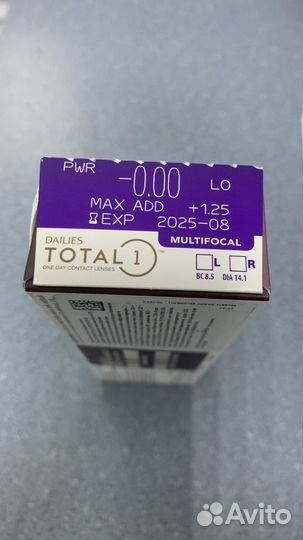 PWR -0.00 LO
MAX ADD +1.25
EXP 2025-08
MULTIFOCAL
DAILIES
TOTAL 1™
ONE DAY CONTACT LENSES
L R
BC 8.5 DIA 14.1
Avito